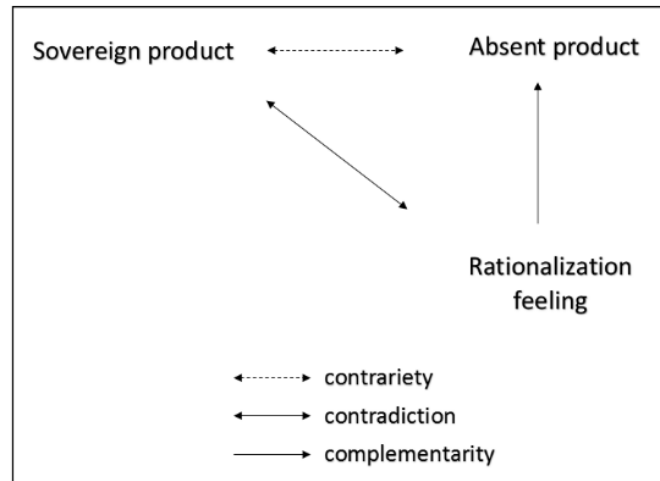 Sovereign product
Absent product
Rationalization
feeling
contrariety
contradiction
complementarity